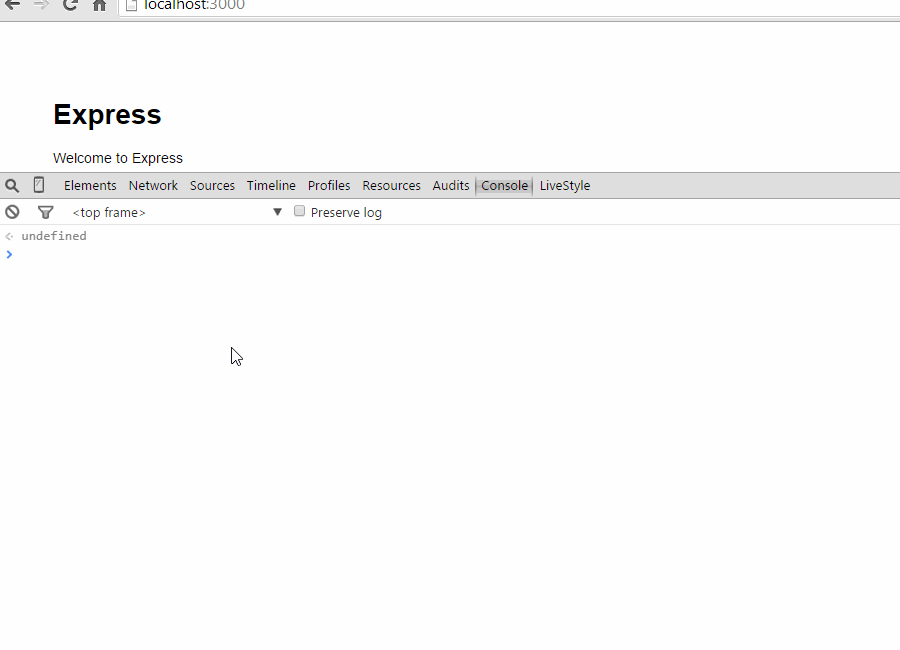 localhost:3000
Express
Welcome to Express
Elements Network Sources Timeline Profiles Resources Audits Console LiveStyle
<top frame> ▼ Preserve log
undefined